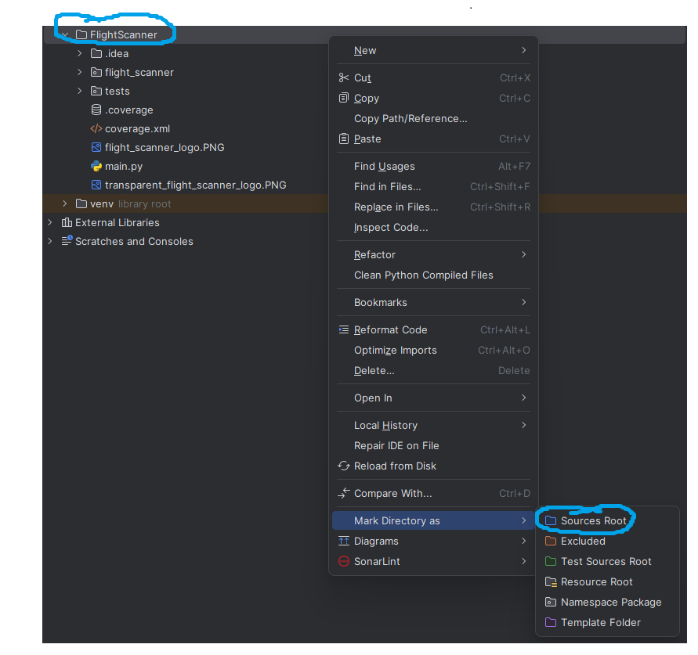 FlightScanner
.idea
flight_scanner
tests
.coverage
coverage.xml
flight_scanner_logo.PNG
main.py
transparent_flight_scanner_logo.PNG
venv library root
External Libraries
Scratches and Consoles
New
Cut Ctrl+X
Copy Ctrl+C
Copy Path/Reference...
Paste Ctrl+V
Find Usages Alt+F7
Find in Files... Ctrl+Shift+F
Replace in Files... Ctrl+Shift+R
Inspect Code...
Refactor
Clean Python Compiled Files
Bookmarks
Reformat Code Ctrl+Alt+L
Optimize Imports Ctrl+Alt+O
Delete... Delete
Open In
Local History
Repair IDE on File
Reload from Disk
Compare With... Ctrl+D
Mark Directory as
Diagrams
SonarLint
Sources Root
Excluded
Test Sources Root
Resource Root
Namespace Package
Template Folder